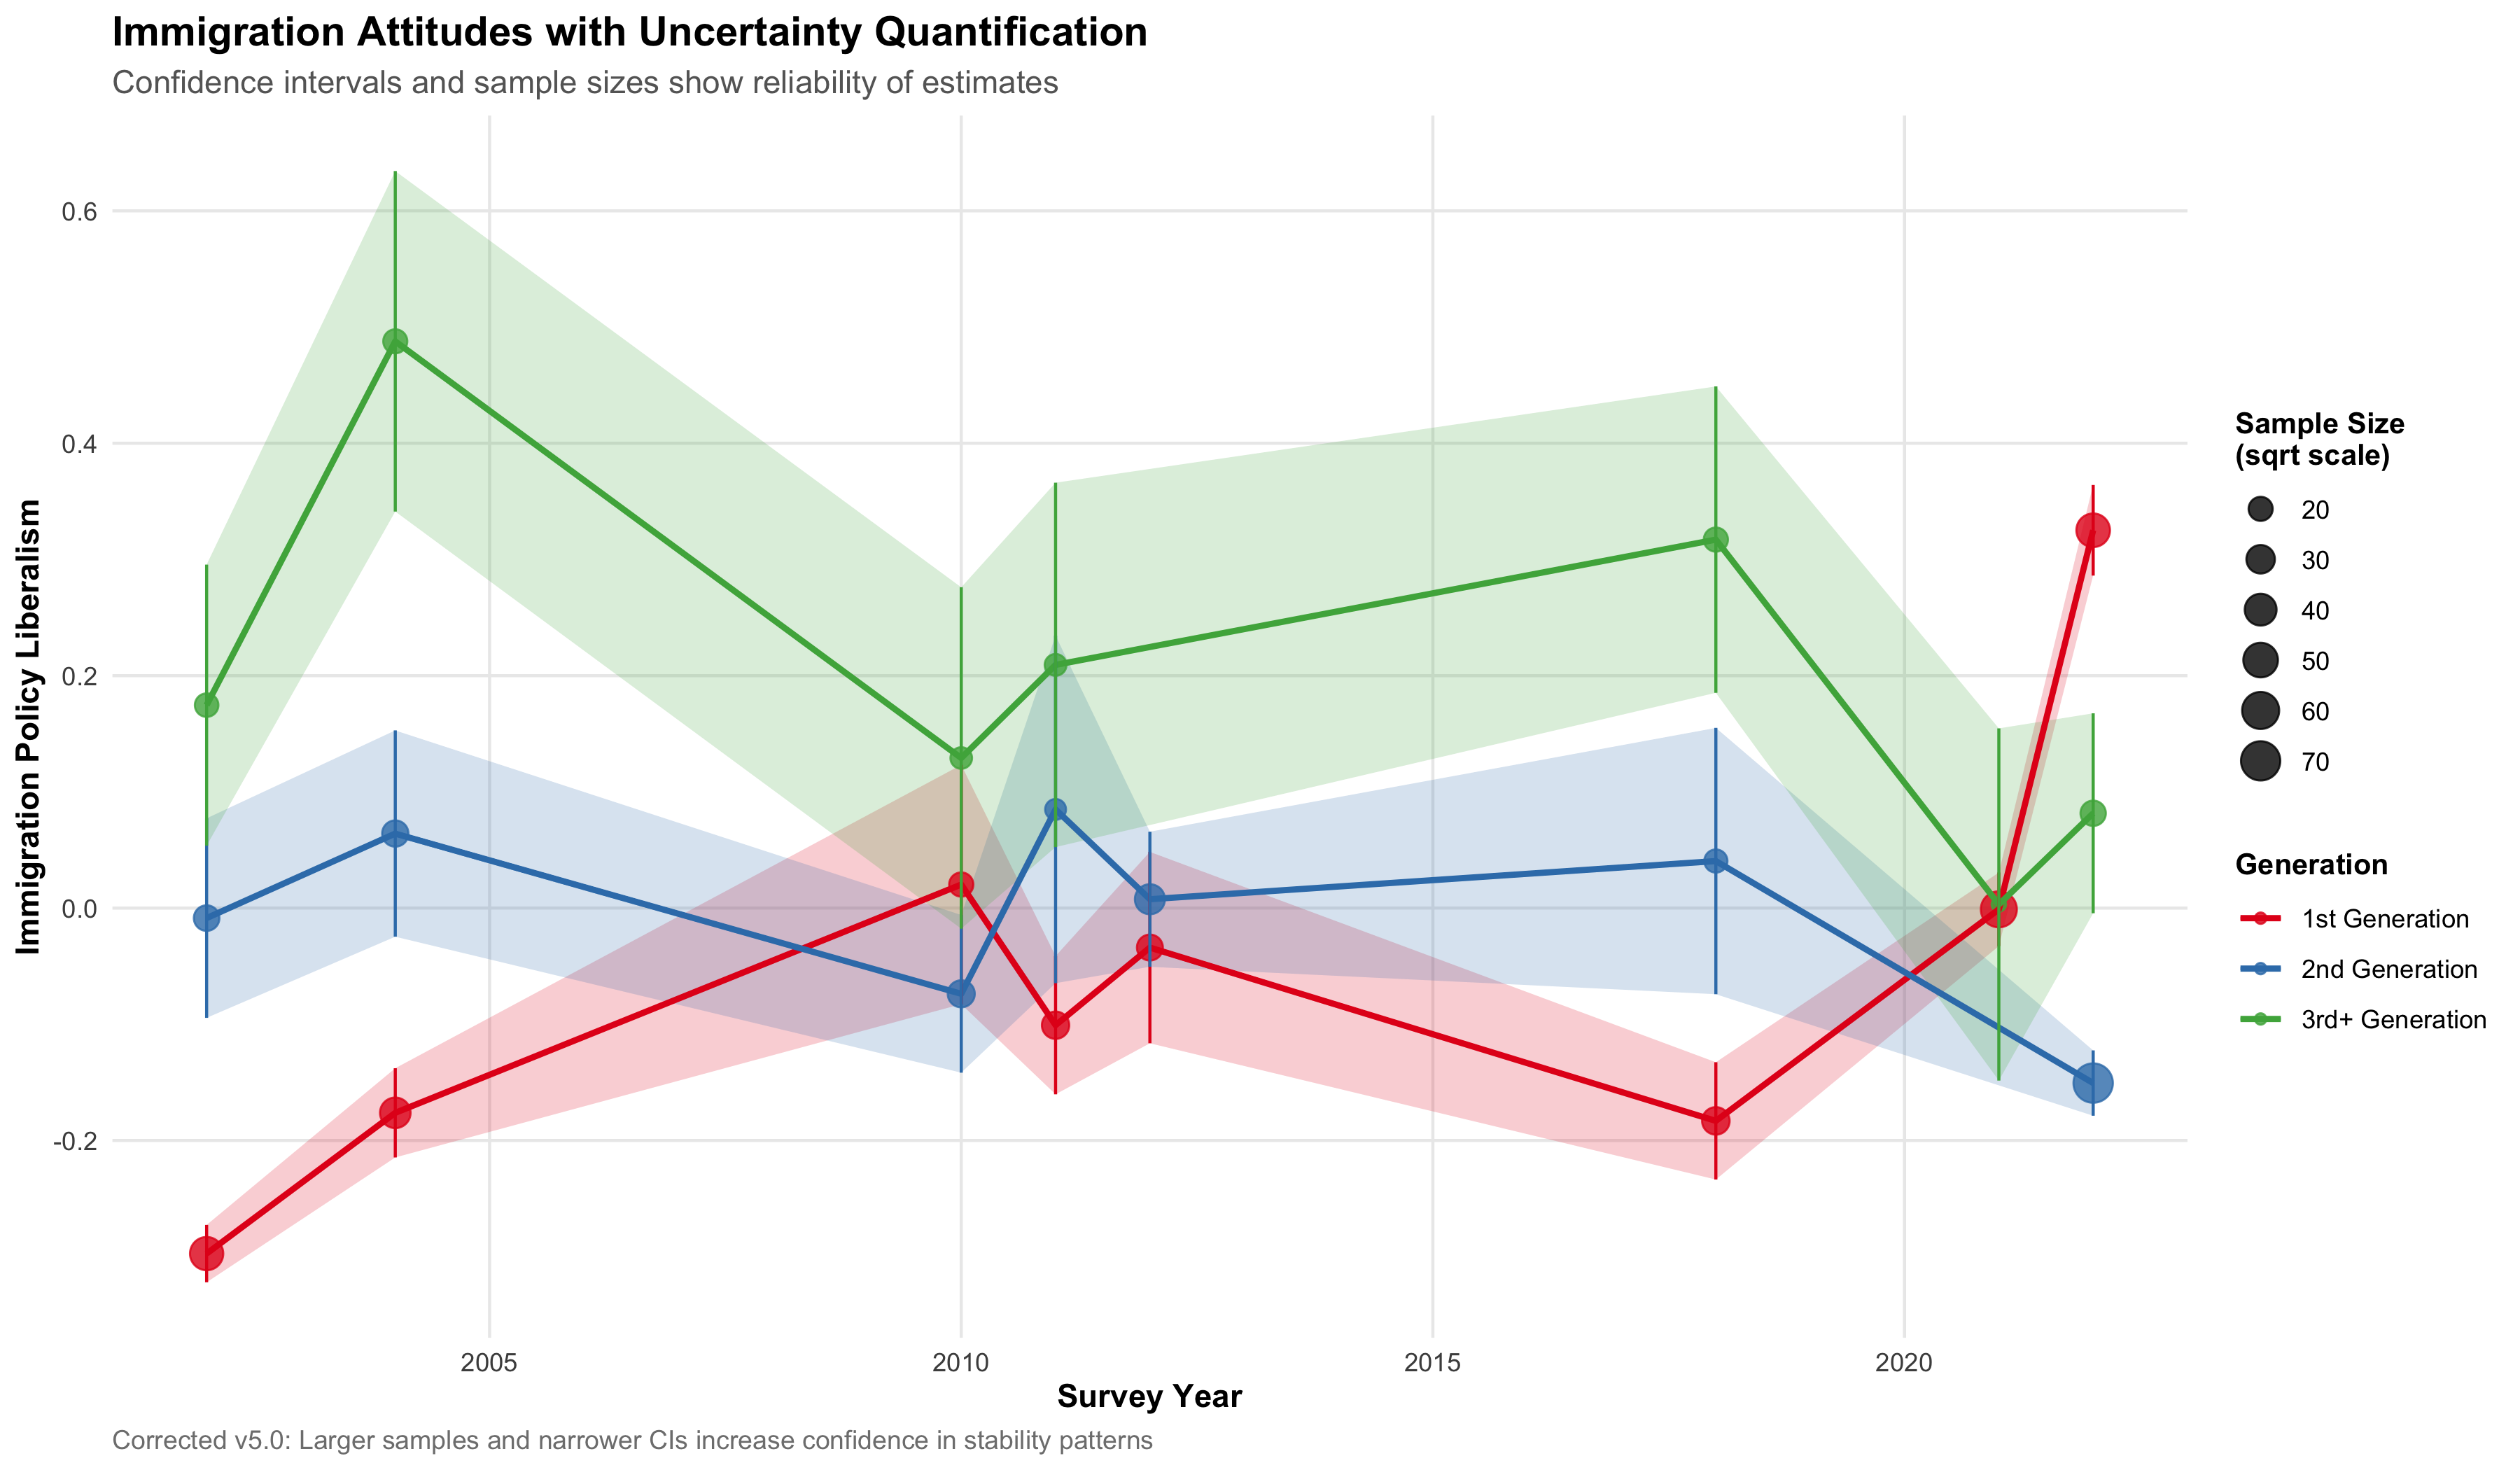 Immigration Attitudes with Uncertainty Quantification
Confidence intervals and sample sizes show reliability of estimates
Immigration Policy Liberalism
0.6
0.4
0.2
0.0
-0.2
2005
2010
2015
2020
Survey Year
Sample Size
(sqrt scale)
20
30
40
50
60
70
Generation
1st Generation
2nd Generation
3rd+ Generation
Corrected v5.0: Larger samples and narrower CIs increase confidence in stability patterns